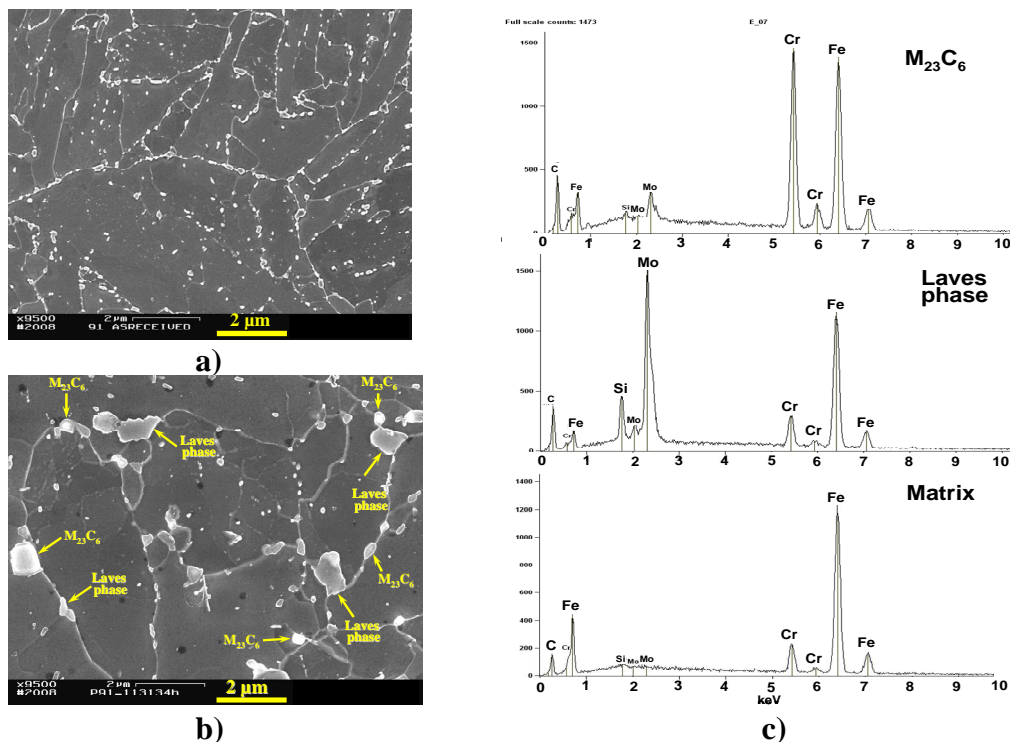 x9500 2µm
#2008 91 ASRECEIVED
2 µm
a)
M23C6
M23C6
Laves
phase
Laves
phase
M23C6
Laves
phase
M23C6
M23C6
Laves
phase
x9500 2µm
#2008 P91-113134h
2 µm
b)
Full scale counts: 1473 E_07
M23C6
1500
1000
500
0
C Fe Cr Si Mo Mo Cr Cr Fe Fe
0 1 2 3 4 5 6 7 8 9 10
Laves
phase
1500
1000
500
0
C Cr Fe Si Mo Mo Cr Cr Fe Fe
0 1 2 3 4 5 6 7 8 9 10
Matrix
1400
1200
1000
800
600
400
200
0
C Cr Fe Si Mo Mo Cr Cr Fe Fe
0 1 2 3 4 5 6 7 8 9 10
keV
c)